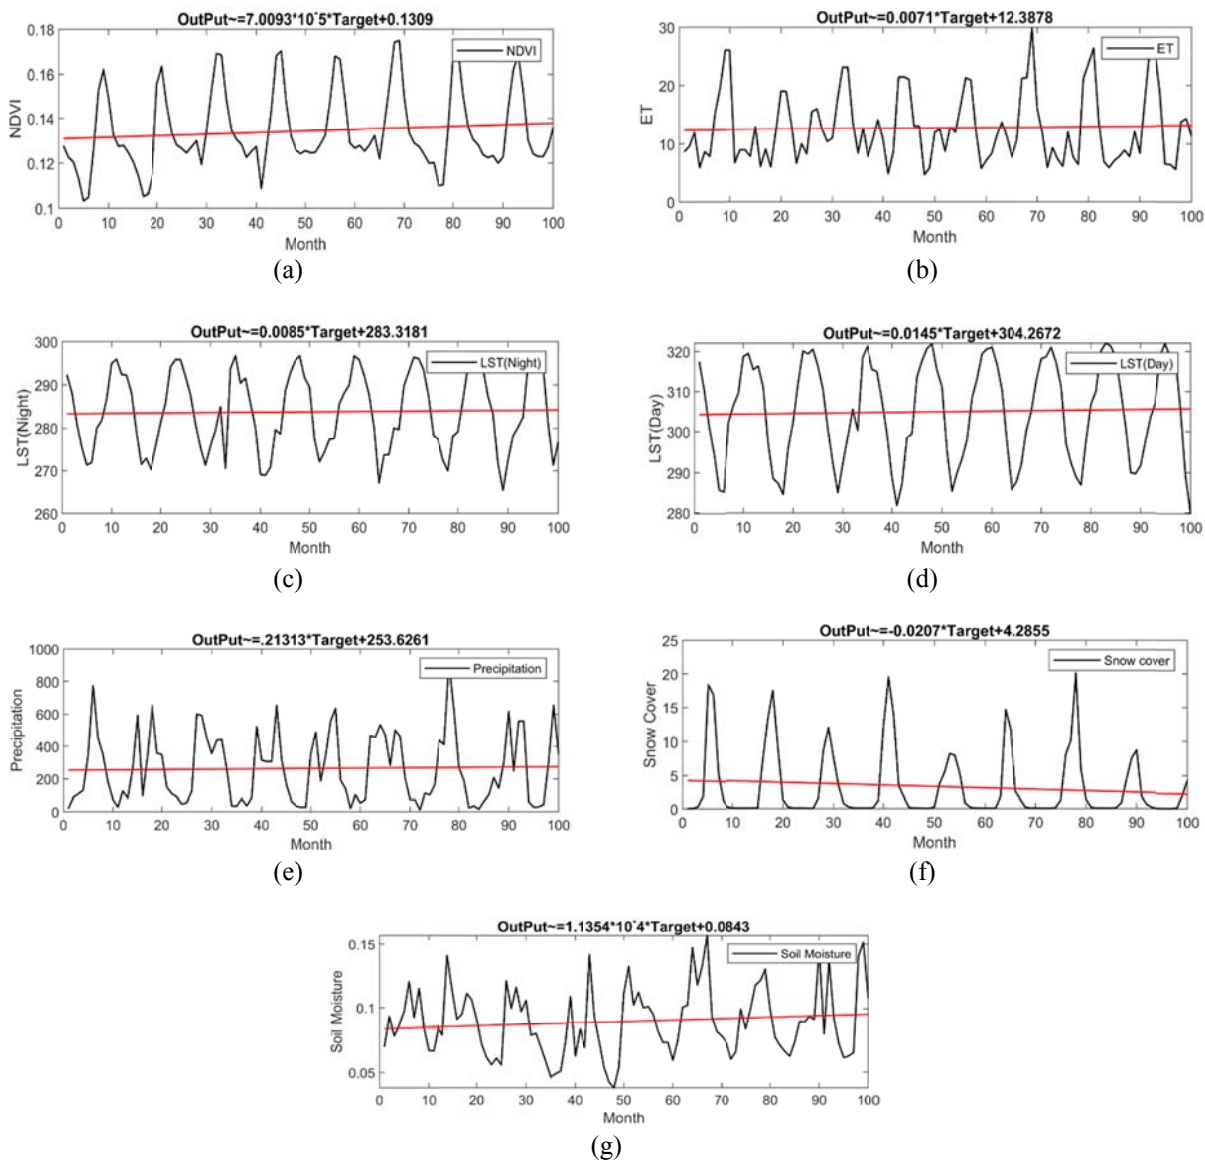 OutPut~=7.0093*10-5*Target+0.1309
0.18
0.16
0.14
0.12
0.1
NDVI
NDVI
0 10 20 30 40 50 60 70 80 90 100
Month
(a)
OutPut~=0.0071*Target+12.3878
30
20
10
0
ET
ET
0 10 20 30 40 50 60 70 80 90 100
Month
(b)
OutPut~=0.0085*Target+283.3181
300
290
280
270
260
LST(Night)
LST(Night)
0 10 20 30 40 50 60 70 80 90 100
Month
(c)
OutPut~=0.0145*Target+304.2672
320
310
300
290
280
LST(Day)
LST(Day)
0 10 20 30 40 50 60 70 80 90 100
Month
(d)
OutPut~=.21313*Target+253.6261
1000
800
600
400
200
0
Precipitation
Precipitation
0 10 20 30 40 50 60 70 80 90 100
Month
(e)
OutPut~=-0.0207*Target+4.2855
25
20
15
10
5
0
Snow Cover
Snow cover
0 10 20 30 40 50 60 70 80 90 100
Month
(f)
OutPut~=1.1354*10-4*Target+0.0843
0.15
0.1
0.05
Soil Moisture
Soil Moisture
0 10 20 30 40 50 60 70 80 90 100
Month
(g)